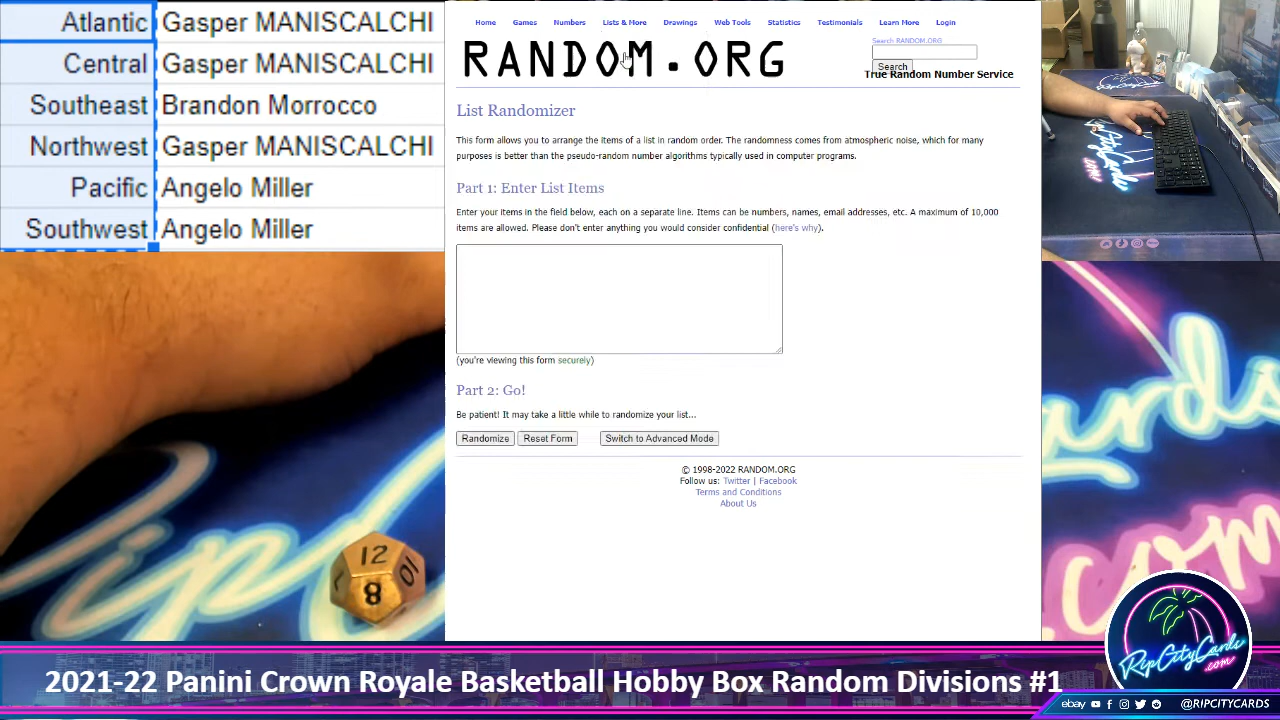 Atlantic Gasper MANISCALCHI
Central Gasper MANISCALCHI
Southeast Brandon Morrocco
Northwest Gasper MANISCALCHI
Pacific Angelo Miller
Southwest Angelo Miller
Home Games Numbers Lists & More Drawings Web Tools Statistics Testimonials Learn More Login
RANDOM.ORG
Search RANDOM.ORG
Search
True Random Number Service
List Randomizer
This form allows you to arrange the items of a list in random order. The randomness comes from atmospheric noise, which for many
purposes is better than the pseudo-random number algorithms typically used in computer programs.
Part 1: Enter List Items
Enter your items in the field below, each on a separate line. Items can be numbers, names, email addresses, etc. A maximum of 10,000
items are allowed. Please don't enter anything you would consider confidential (here's why).
(you're viewing this form securely)
Part 2: Go!
Be patient! It may take a little while to randomize your list...
Randomize Reset Form Switch to Advanced Mode
© 1998-2022 RANDOM.ORG
Follow us: Twitter | Facebook
Terms and Conditions
About Us
12
8
10
2021-22 Panini Crown Royale Basketball Hobby Box Random Divisions #1
RipCityCards
.com
ebay @RIPCITYCARDS